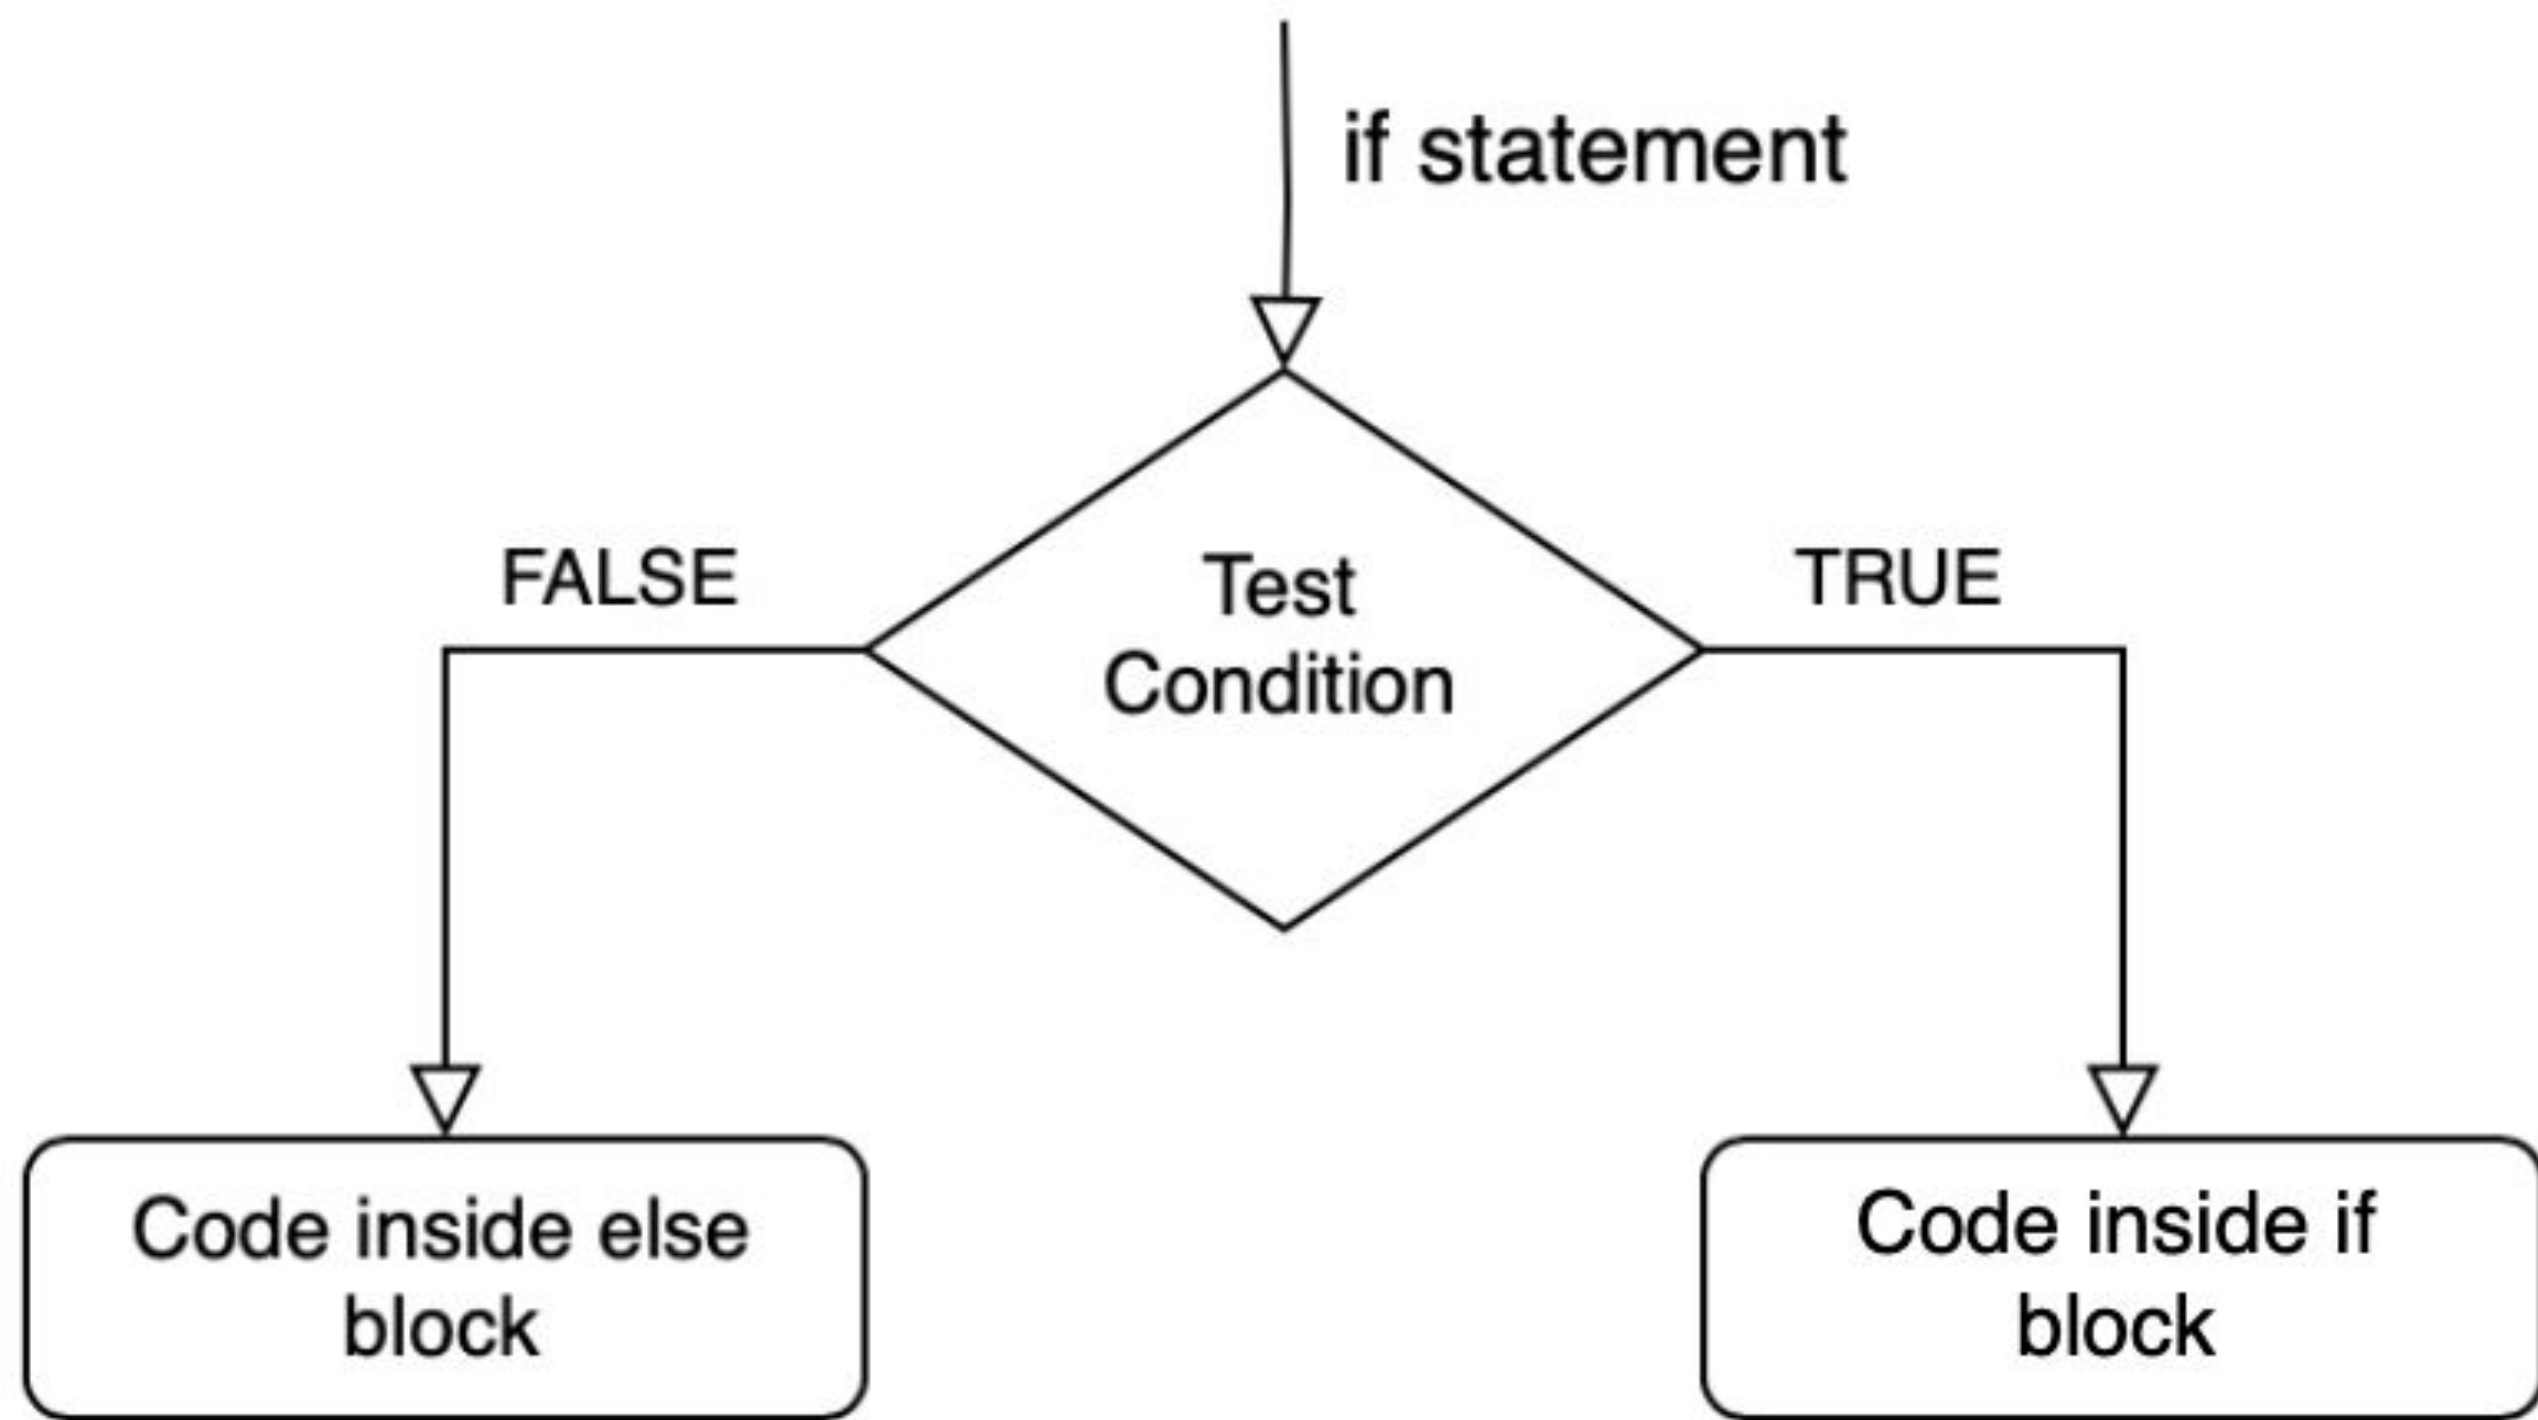 if statement
FALSE
Test
Condition
TRUE
Code inside else
block
Code inside if
block